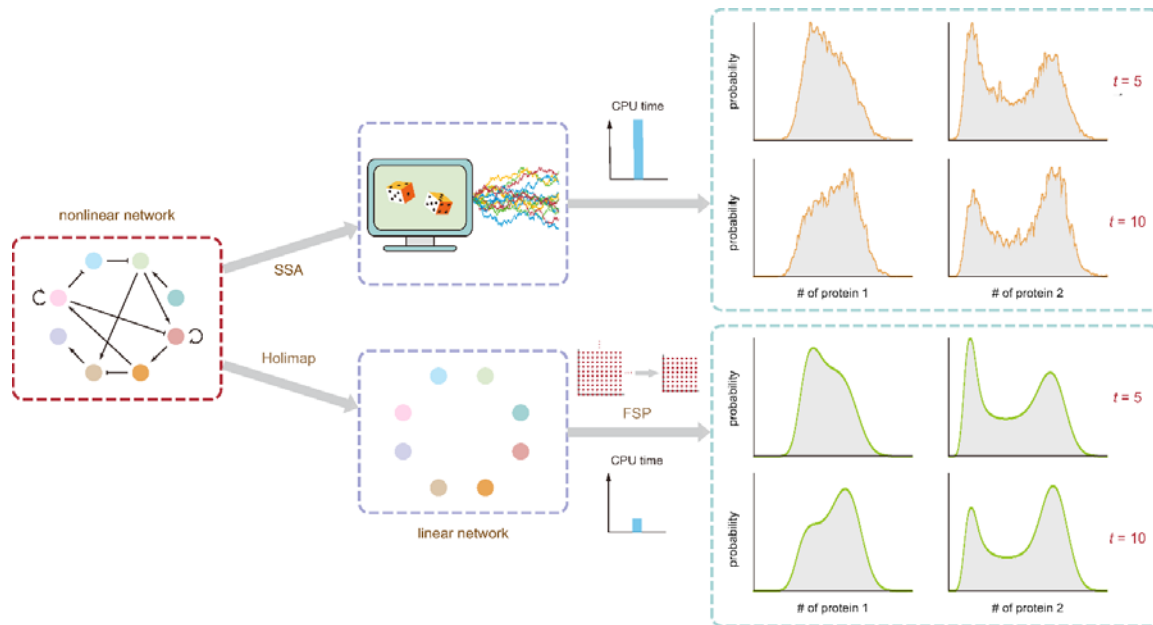 nonlinear network
SSA
Holimap
linear network
CPU time
FSP
CPU time
probability
probability
t = 5
t = 10
# of protein 1
# of protein 2
probability
probability
t = 5
t = 10
# of protein 1
# of protein 2